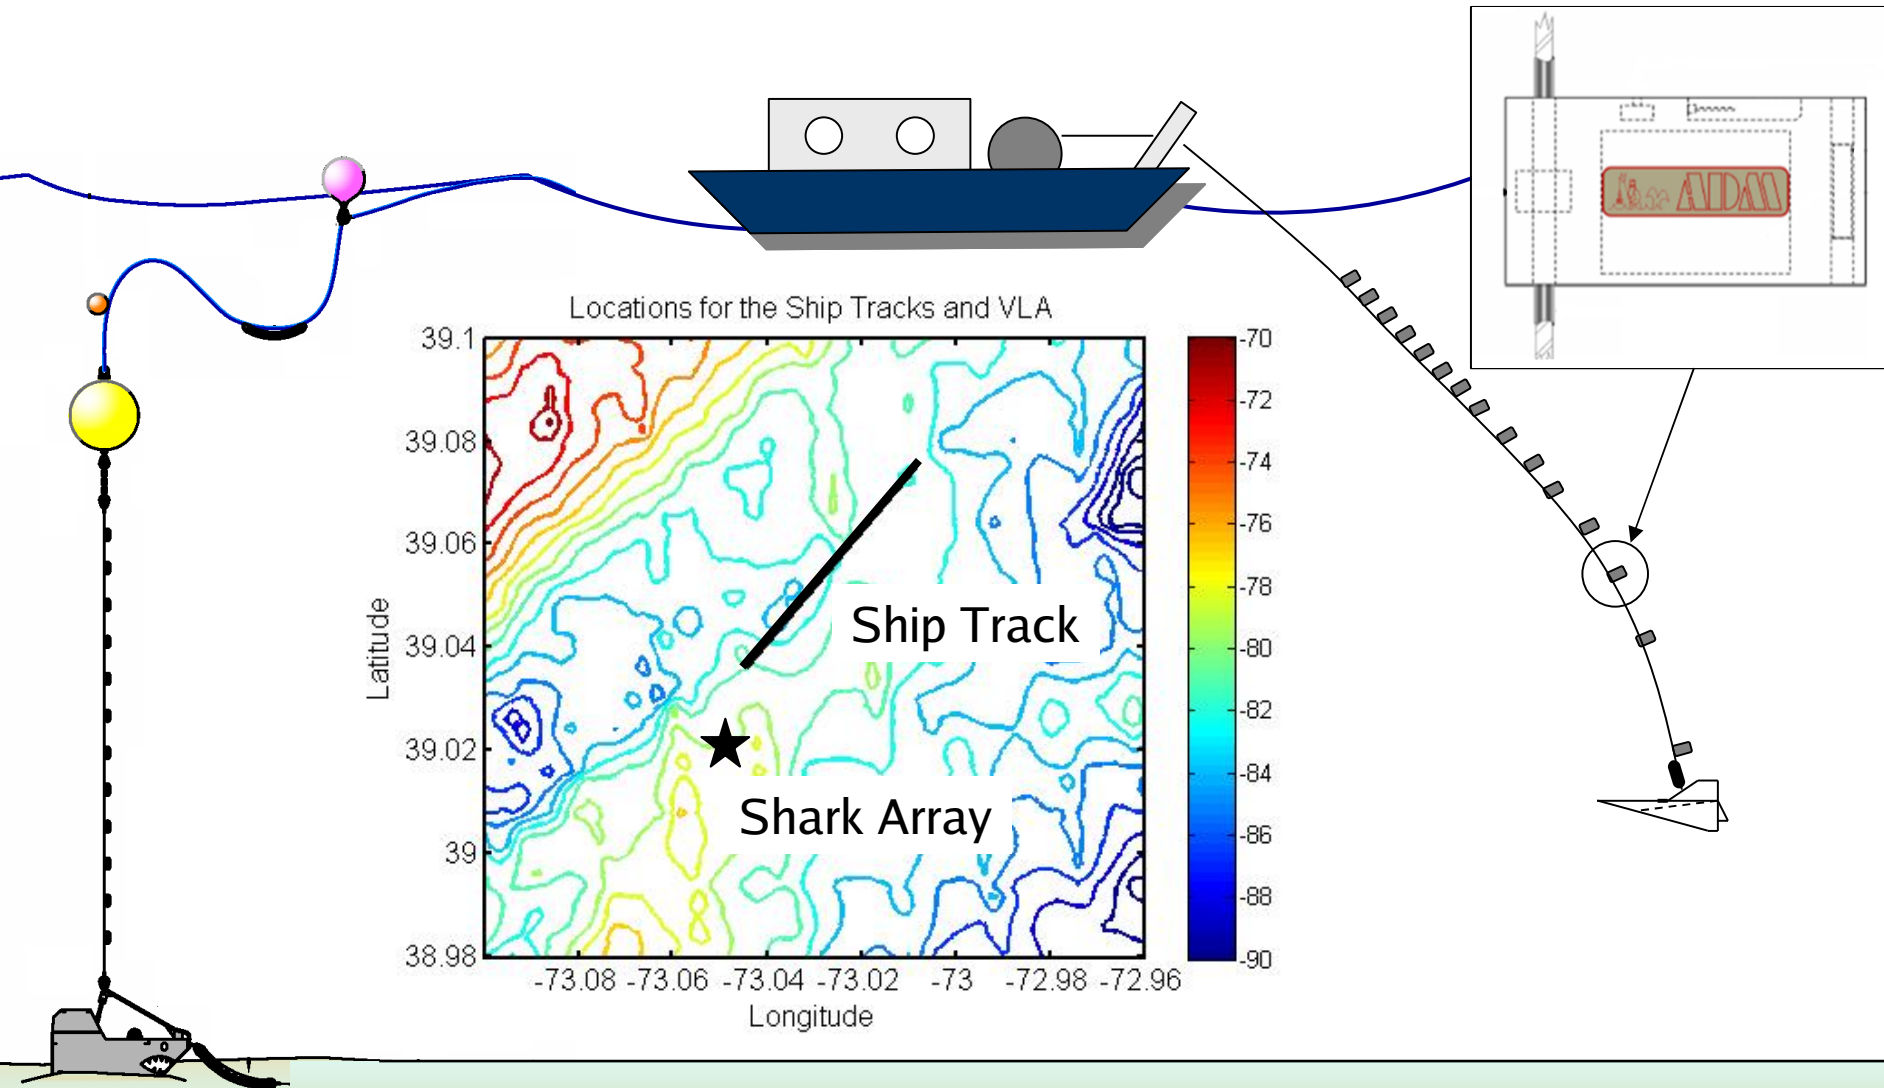 AIDM
Locations for the Ship Tracks and VLA
39.1
39.08
39.06
39.04
39.02
39
38.98
Latitude
-73.08 -73.06 -73.04 -73.02 -73 -72.98 -72.96
Longitude
-70
-72
-74
-76
-78
-80
-82
-84
-86
-88
-90
Ship Track
Shark Array